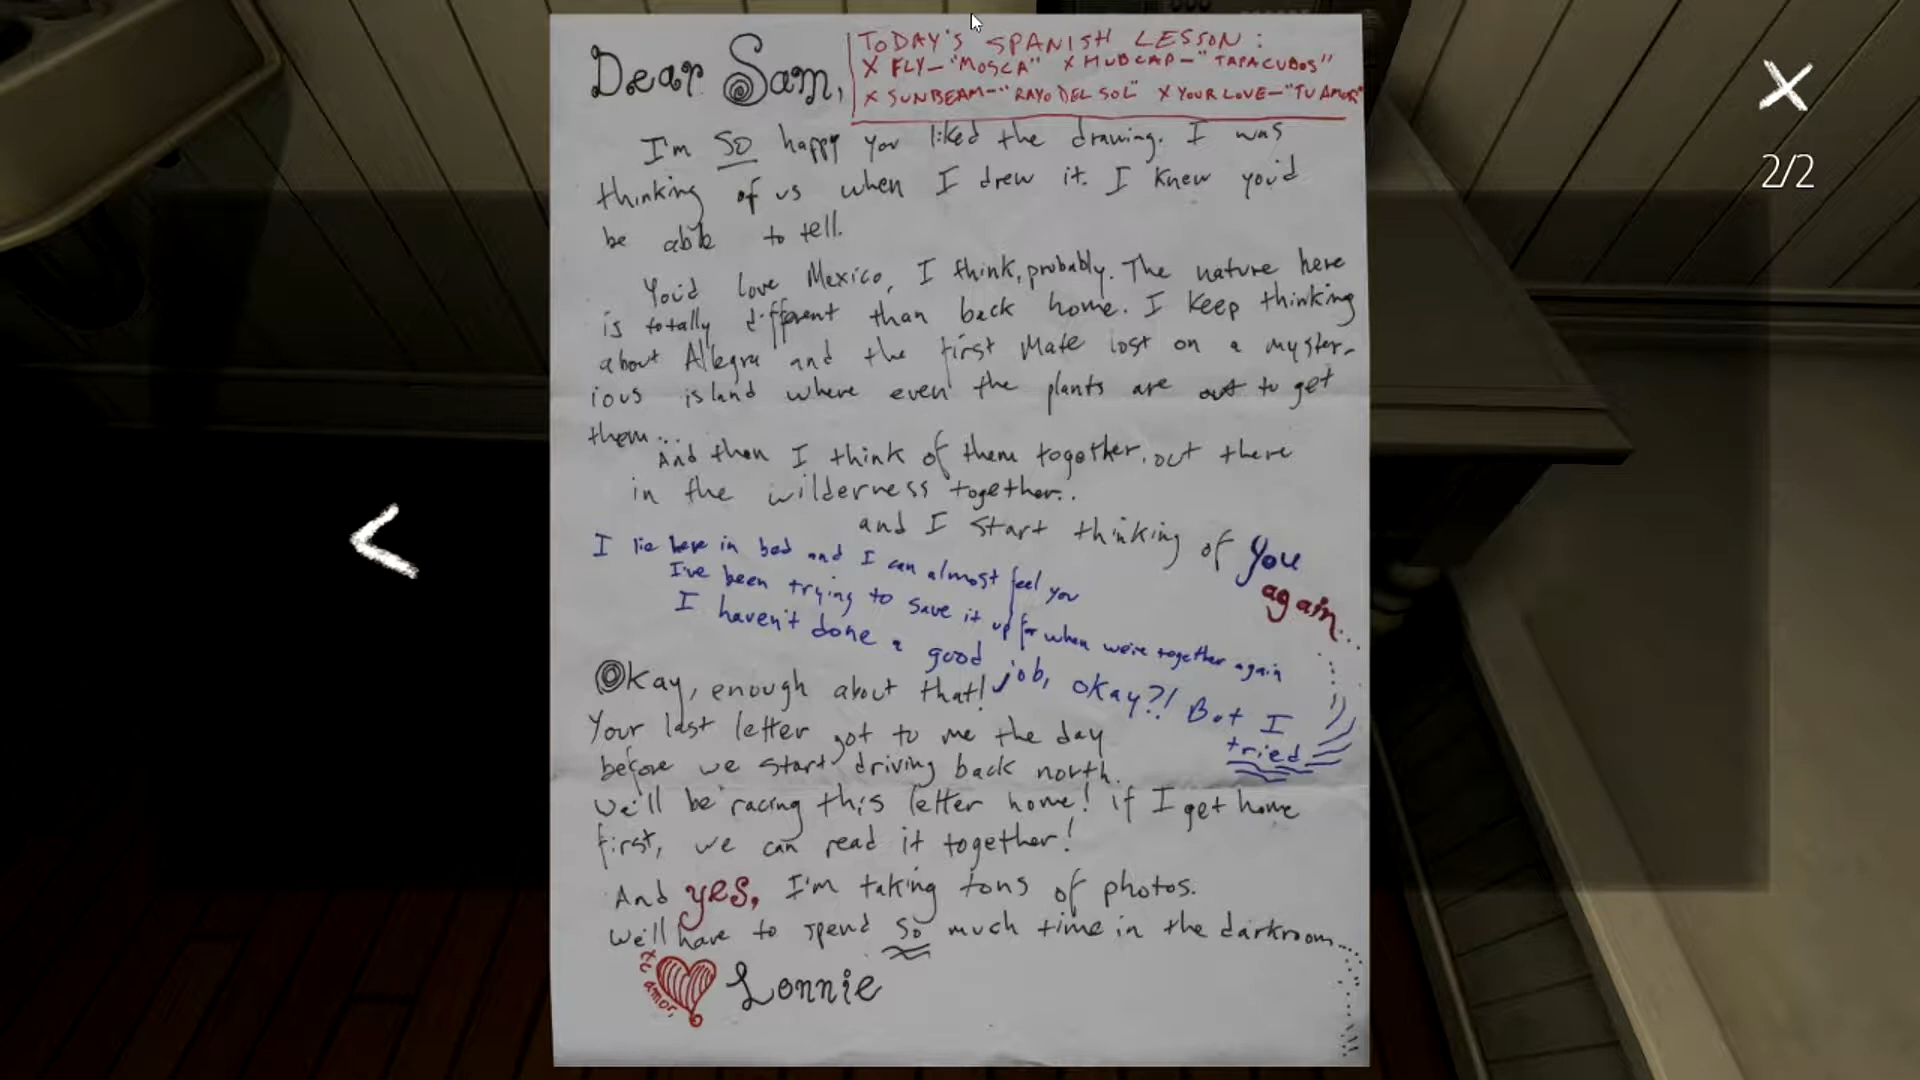 Dear Sam,
TODAY'S SPANISH LESSON:
X FLY-"MOSCA" X HUBCAP-"TAPACUBOS"
X SUNBEAM-"RAYO DEL SOL" X YOUR LOVE-"TU AMOR"
I'm SO happy you liked the drawing. I was
thinking of us when I drew it. I knew you'd
be able to tell.
You'd love Mexico, I think, probably. The nature here
is totally different than back home. I keep thinking
about Allegra and the first Mate lost on a myster-
ious island where even the plants are out to get
them...
And then I think of them together, out there
in the wilderness together..
and I start thinking of you
again...
I lie here in bed and I can almost feel you
I've been trying to save it up for when we're together again
I haven't done a good job, okay?! But I
tried
Okay, enough about that!
Your last letter got to me the day
before we start driving back north.
We'll be racing this letter home! if I get home
first, we can read it together!
And yes, I'm taking tons of photos.
We'll have to spend so much time in the darkroom...
te amo, Lonnie
2/2